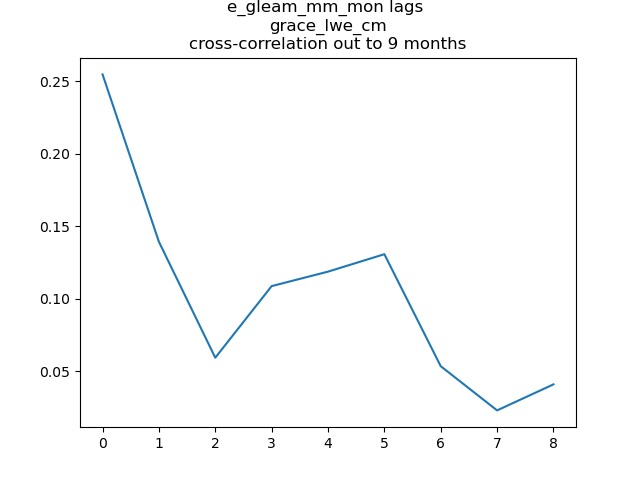 e_gleam_mm_mon lags
grace_lwe_cm
cross-correlation out to 9 months
0.25
0.20
0.15
0.10
0.05
0 1 2 3 4 5 6 7 8